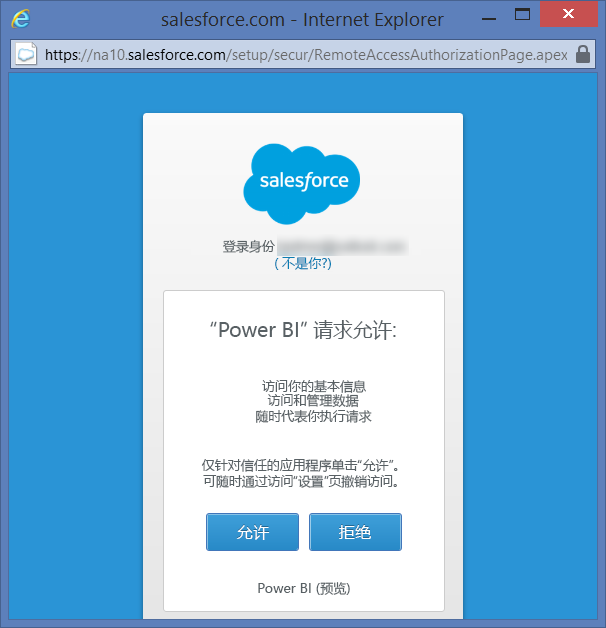 salesforce.com - Internet Explorer
https://na10.salesforce.com/setup/secur/RemoteAccessAuthorizationPage.apex
salesforce
登录身份
( 不是你?)
“Power BI” 请求允许:
访问你的基本信息
访问和管理数据
随时代表你执行请求
仅针对信任的应用程序单击“允许”。
可随时通过访问“设置”页撤销访问。
允许
拒绝
Power BI (预览)